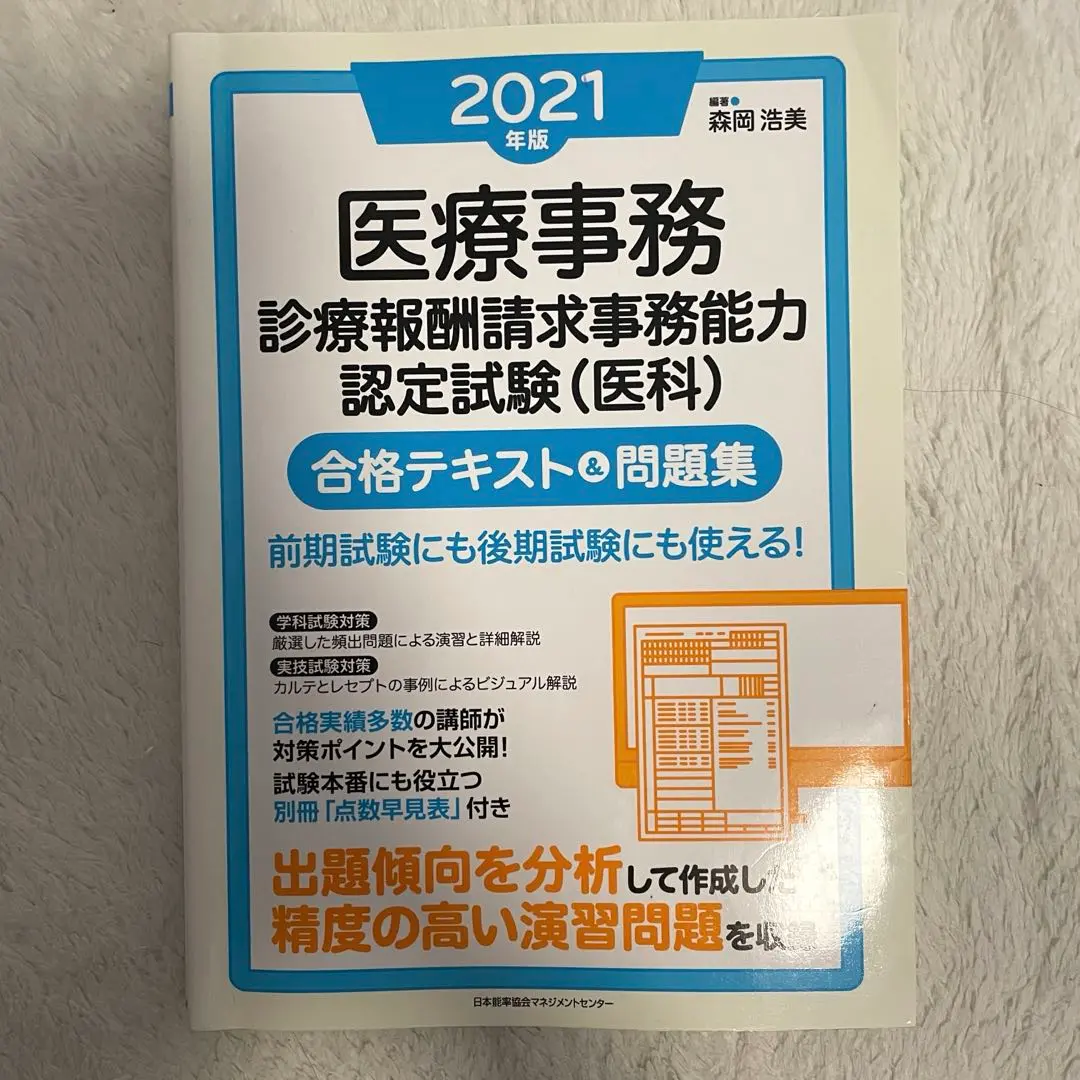 2021
年版
編著●
森岡 浩美
医療事務
診療報酬請求事務能力
認定試験（医科）
合格テキスト&問題集
前期試験にも後期試験にも使える！
学科試験対策
厳選した頻出問題による演習と詳細解説
実技試験対策
カルテとレセプトの事例によるビジュアル解説
合格実績多数の講師が
対策ポイントを大公開！
試験本番にも役立つ
別冊「点数早見表」付き
出題傾向を分析して作成した
精度の高い演習問題を収録
日本能率協会マネジメントセンター